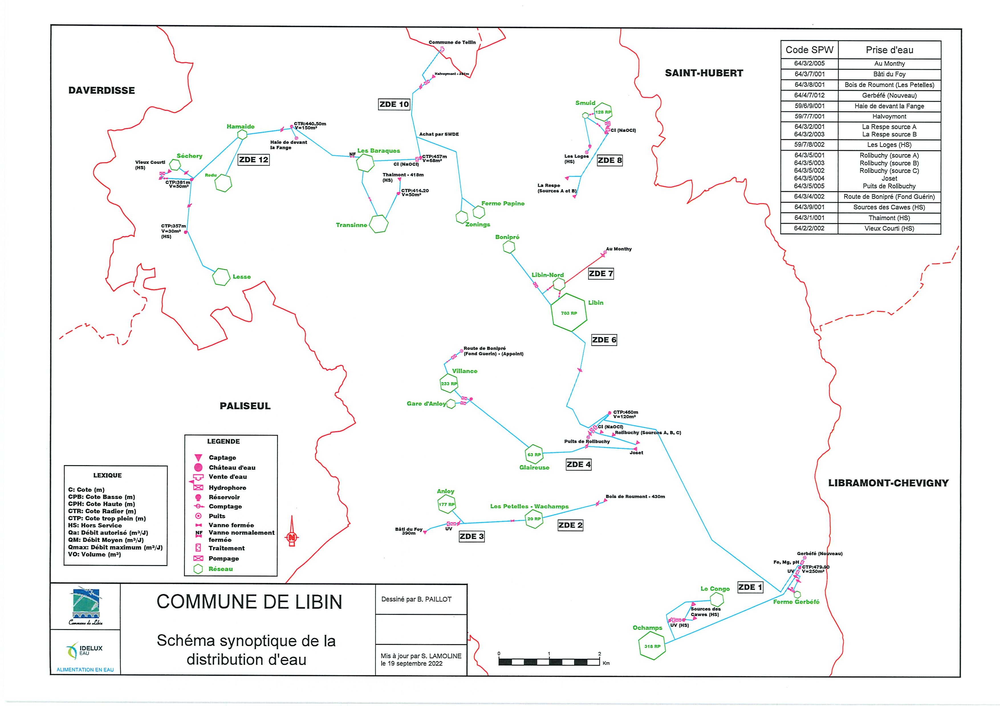 Commune de Tellin
Halvoymont - 381m
SAINT-HUBERT
DAVERDISSE
ZDE 10
Code SPW Prise d'eau
64/3/2/005 Au Monthy
64/3/7/001 Bâti du Foy
64/3/8/001 Bois de Roumont (Les Petelles)
64/4/7/012 Gerbéfé (Nouveau)
59/6/9/001 Haie de devant la Fange
59/7/7/001 Halvoymont
64/3/2/001 La Respe source A
64/3/2/003 La Respe source B
59/7/8/002 Les Loges (HS)
64/3/5/001 Rolibuchy (source A)
64/3/5/003 Rolibuchy (source B)
64/3/5/002 Rolibuchy (source C)
64/3/5/004 Joset
64/3/5/005 Puits de Rolibuchy
64/3/4/002 Route de Bonipré (Fond Guérin)
64/3/9/001 Sources des Cawes (HS)
64/3/1/001 Thaimont (HS)
64/2/2/002 Vieux Courti (HS)
Smuid
128 RP
Cl (NaOCl)
Les Loges
(HS)
ZDE 8
La Respe
(Sources A et B)
Hamaide
CTR:440.50m
V=150m³
Haie de devant
la Fange
Achat par SWDE
Séchery
Vieux Courti
(HS)
ZDE 12
NF
Les Baraques
CTP:457m
V=68m³
Cl (NaOCl)
Redu
CTP:381m
V=50m³
Thaimont - 418m
(HS)
CTP:414.20
V=50m³
Ferme Papine
Zonings
Transinne
CTP:357m
V=30m³
(HS)
Lesse
Bonipré
Au Monthy
Libin-Nord
ZDE 7
Libin
703 RP
ZDE 6
Route de Bonipré
(Fond Guerin) - (Appoint)
Villance
233 RP
Gare d'Anloy
PALISEUL
CTP:460m
V=120m³
Cl (NaOCl)
Rolibuchy (Sources A, B, C)
Puits de Rolibuchy
Joset
63 RP
Glaireuse
ZDE 4
LIBRAMONT-CHEVIGNY
Anloy
177 RP
Les Petelles - Wachamps
20 RP
Bois de Roumont - 430m
ZDE 2
UV
Bâti du Foy
390m
ZDE 3
Gerbéfé (Nouveau)
Fe, Mg, pH
CTP:479.90
V=250m³
UV
ZDE 1
Le Congo
Ferme Gerbéfé
Sources des
Cawes (HS)
UV (HS)
Ochamps
318 RP
LEGENDE
Captage
Château d'eau
Vente d'eau
Hydrophore
Réservoir
Comptage
Puits
Vanne fermée
NF Vanne normalement
fermée
Traitement
Pompage
Réseau
LEXIQUE
C: Cote (m)
CPB: Cote Basse (m)
CPH: Cote Haute (m)
CTR: Cote Radier (m)
CTP: Cote trop plein (m)
HS: Hors Service
Qa: Débit autorisé (m³/J)
QM: Débit Moyen (m³/J)
Qmax: Débit maximum (m³/J)
VO: Volume (m³)
N
Commune de Libin
IDELUX
EAU
ALIMENTATION EN EAU
COMMUNE DE LIBIN
Schéma synoptique de la
distribution d'eau
Dessiné par B. PAILLOT
Mis à jour par S. LAMOLINE
le 19 septembre 2022
0 1 2
Km